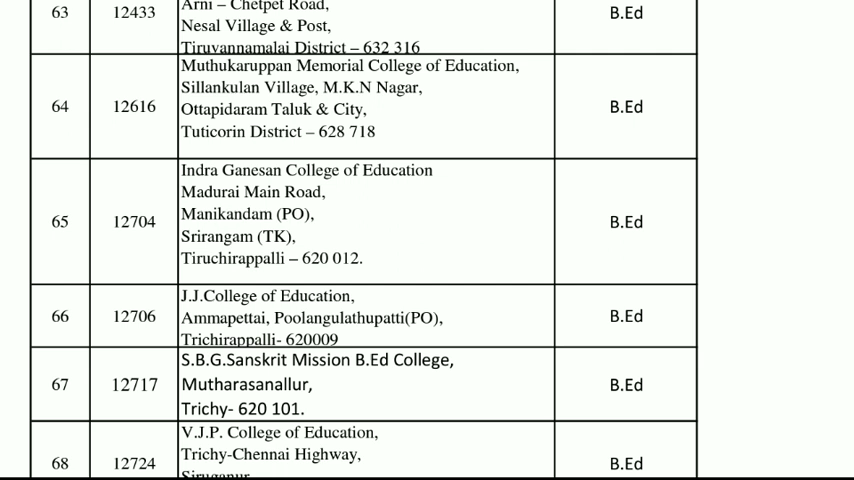 63 12433 Arni – Chetpet Road, B.Ed
Nesal Village & Post,
Tiruvannamalai District – 632 316
Muthukaruppan Memorial College of Education,
Sillankulan Village, M.K.N Nagar,
64 12616 Ottapidaram Taluk & City, B.Ed
Tuticorin District – 628 718
Indra Ganesan College of Education
Madurai Main Road,
65 12704 Manikandam (PO), B.Ed
Srirangam (TK),
Tiruchirappalli – 620 012.
J.J.College of Education,
66 12706 Ammapettai, Poolangulathupatti(PO), B.Ed
Trichirappalli- 620009
S.B.G.Sanskrit Mission B.Ed College,
67 12717 Mutharasanallur, B.Ed
Trichy- 620 101.
V.J.P. College of Education,
68 12724 Trichy-Chennai Highway, B.Ed
Siruganur